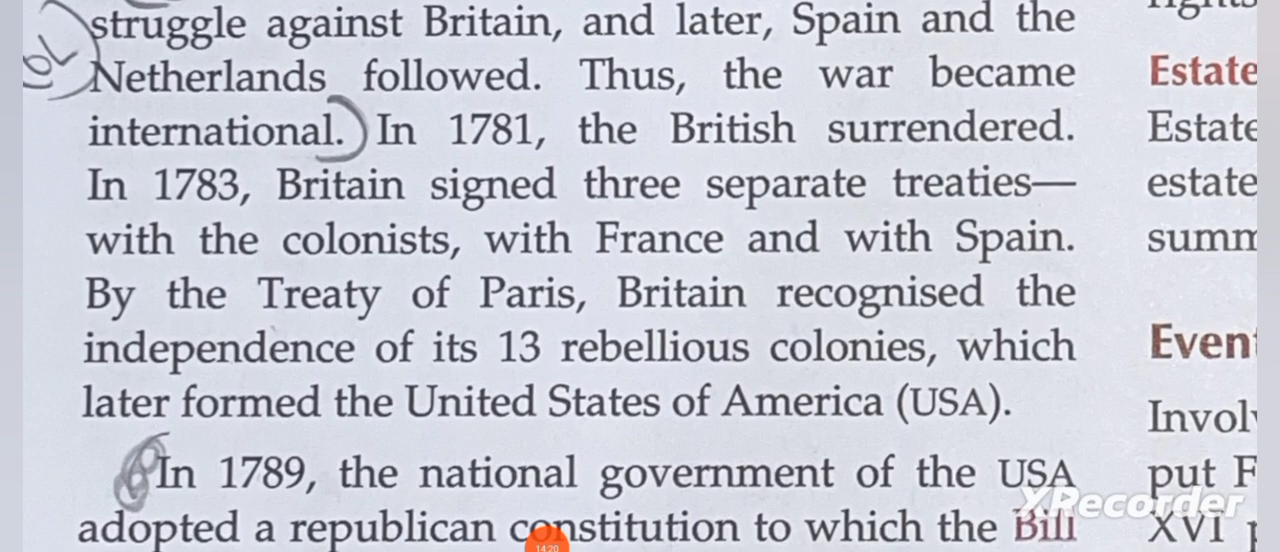 struggle against Britain, and later, Spain and the
Netherlands followed. Thus, the war became
international. In 1781, the British surrendered.
In 1783, Britain signed three separate treaties—
with the colonists, with France and with Spain.
By the Treaty of Paris, Britain recognised the
independence of its 13 rebellious colonies, which
later formed the United States of America (USA).
In 1789, the national government of the USA
adopted a republican constitution to which the Bill
Estate
Estate
estate
summ
Even
Invol
put F
XVI
XRecorder
14:20